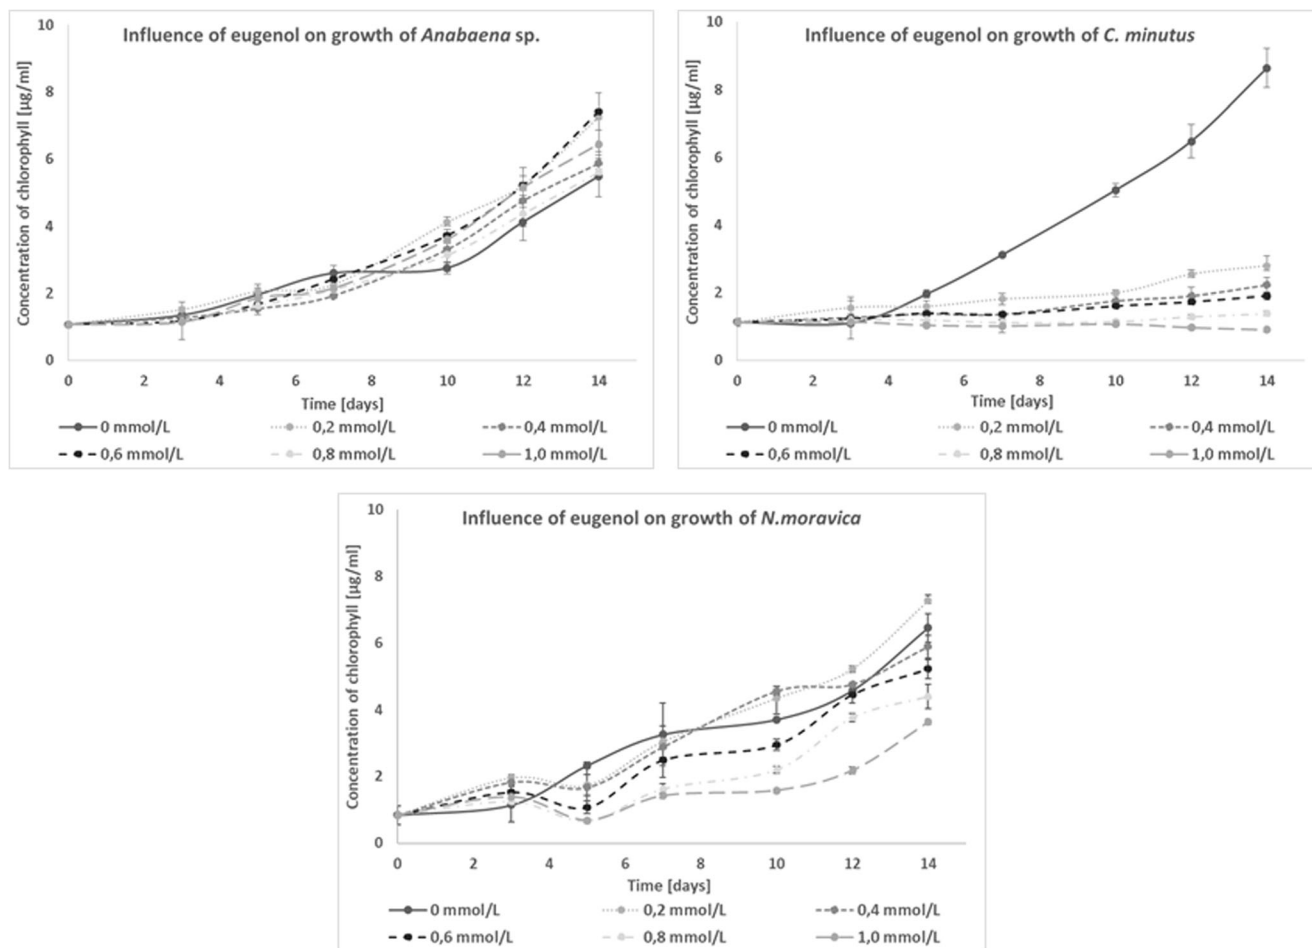 Influence of eugenol on growth of Anabaena sp.
Concentration of chlorophyll [µg/ml]
10
8
6
4
2
0
0 2 4 6 8 10 12 14
Time [days]
0 mmol/L 0,2 mmol/L 0,4 mmol/L
0,6 mmol/L 0,8 mmol/L 1,0 mmol/L
Influence of eugenol on growth of C. minutus
Concentration of chlorophyll [µg/ml]
10
8
6
4
2
0
0 2 4 6 8 10 12 14
Time [days]
0 mmol/L 0,2 mmol/L 0,4 mmol/L
0,6 mmol/L 0,8 mmol/L 1,0 mmol/L
Influence of eugenol on growth of N.moravica
Concentration of chlorophyll [µg/ml]
10
8
6
4
2
0
0 2 4 6 8 10 12 14
Time [days]
0 mmol/L 0,2 mmol/L 0,4 mmol/L
0,6 mmol/L 0,8 mmol/L 1,0 mmol/L